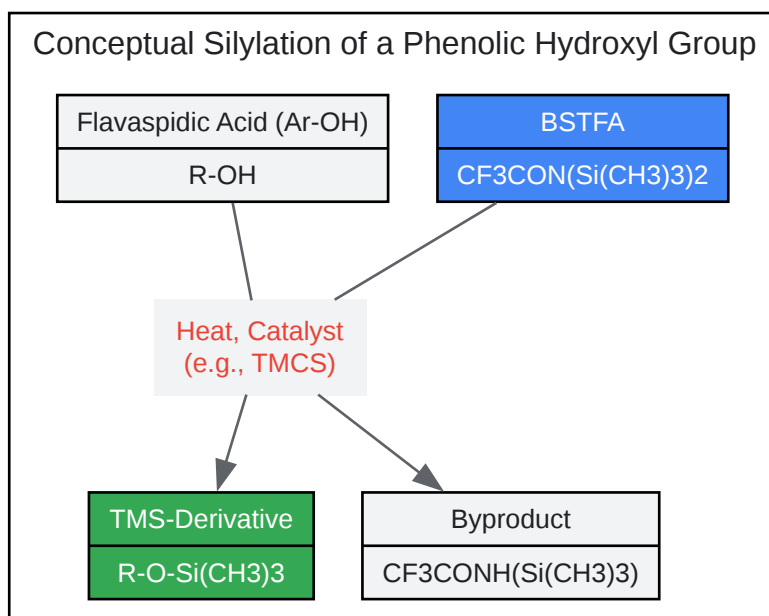 Conceptual Silylation of a Phenolic Hydroxyl Group
Flavaspidic Acid (Ar-OH)
R-OH
BSTFA
CF3CON(Si(CH3)3)2
Heat, Catalyst
(e.g., TMCS)
TMS-Derivative
R-O-Si(CH3)3
Byproduct
CF3CONH(Si(CH3)3)